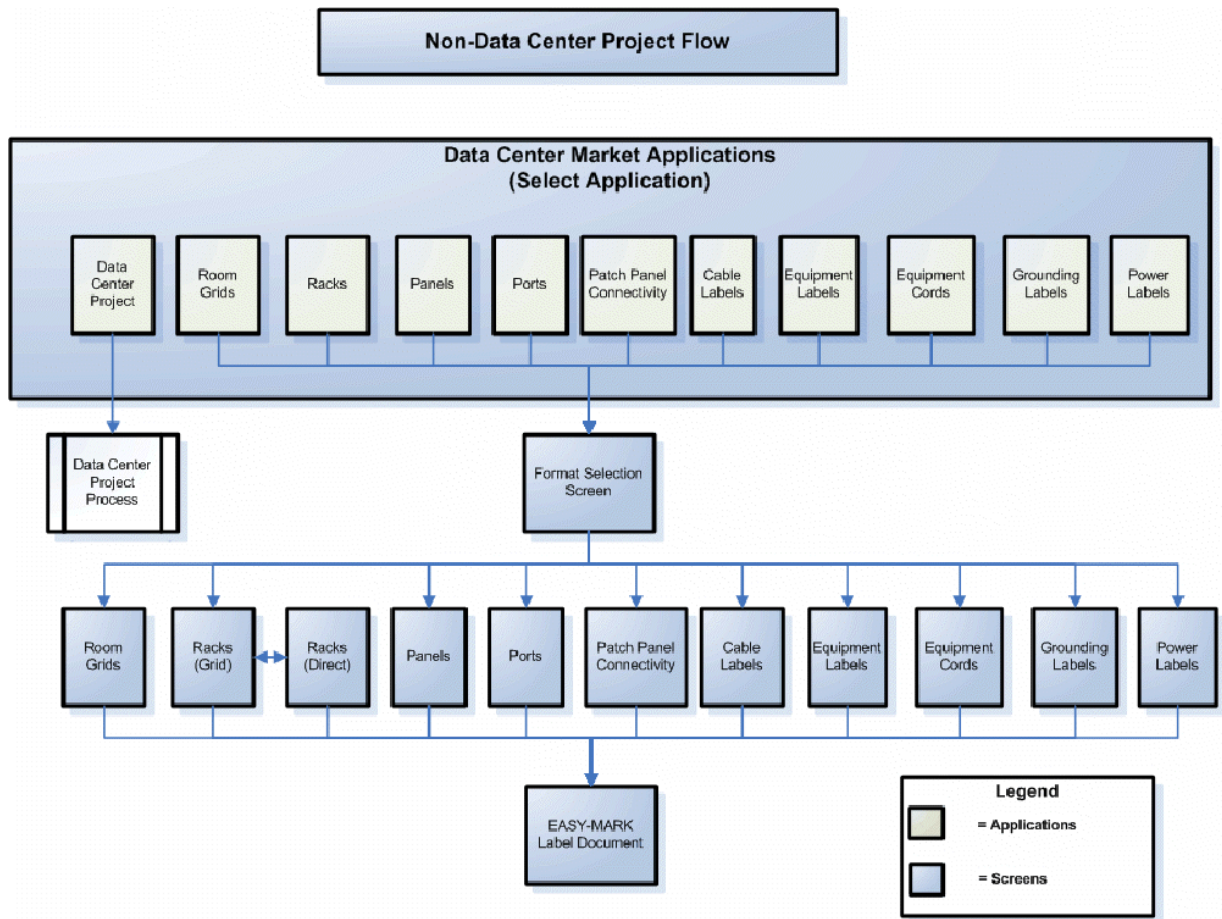 Non-Data Center Project Flow
Data Center Market Applications
(Select Application)
Data
Center
Project
Room
Grids
Racks
Panels
Ports
Patch Panel
Connectivity
Cable
Labels
Equipment
Labels
Equipment
Cords
Grounding
Labels
Power
Labels
Data Center
Project
Process
Format Selection
Screen
Room
Grids
Racks
(Grid)
Racks
(Direct)
Panels
Ports
Patch Panel
Connectivity
Cable
Labels
Equipment
Labels
Equipment
Cords
Grounding
Labels
Power
Labels
EASY-MARK
Label Document
Legend
= Applications
= Screens